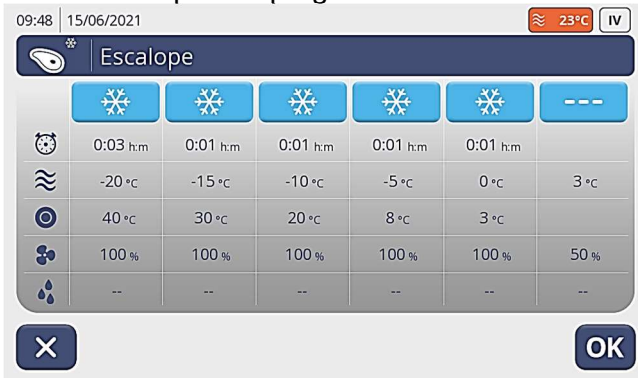 09:48 15/06/2021 23°C IV
Escalope
---
0:03 h:m 0:01 h:m 0:01 h:m 0:01 h:m 0:01 h:m
-20 °C -15 °C -10 °C -5 °C 0 °C 3 °C
40 °C 30 °C 20 °C 8 °C 3 °C
100 % 100 % 100 % 100 % 100 % 50 %
-- -- -- -- -- --
OK